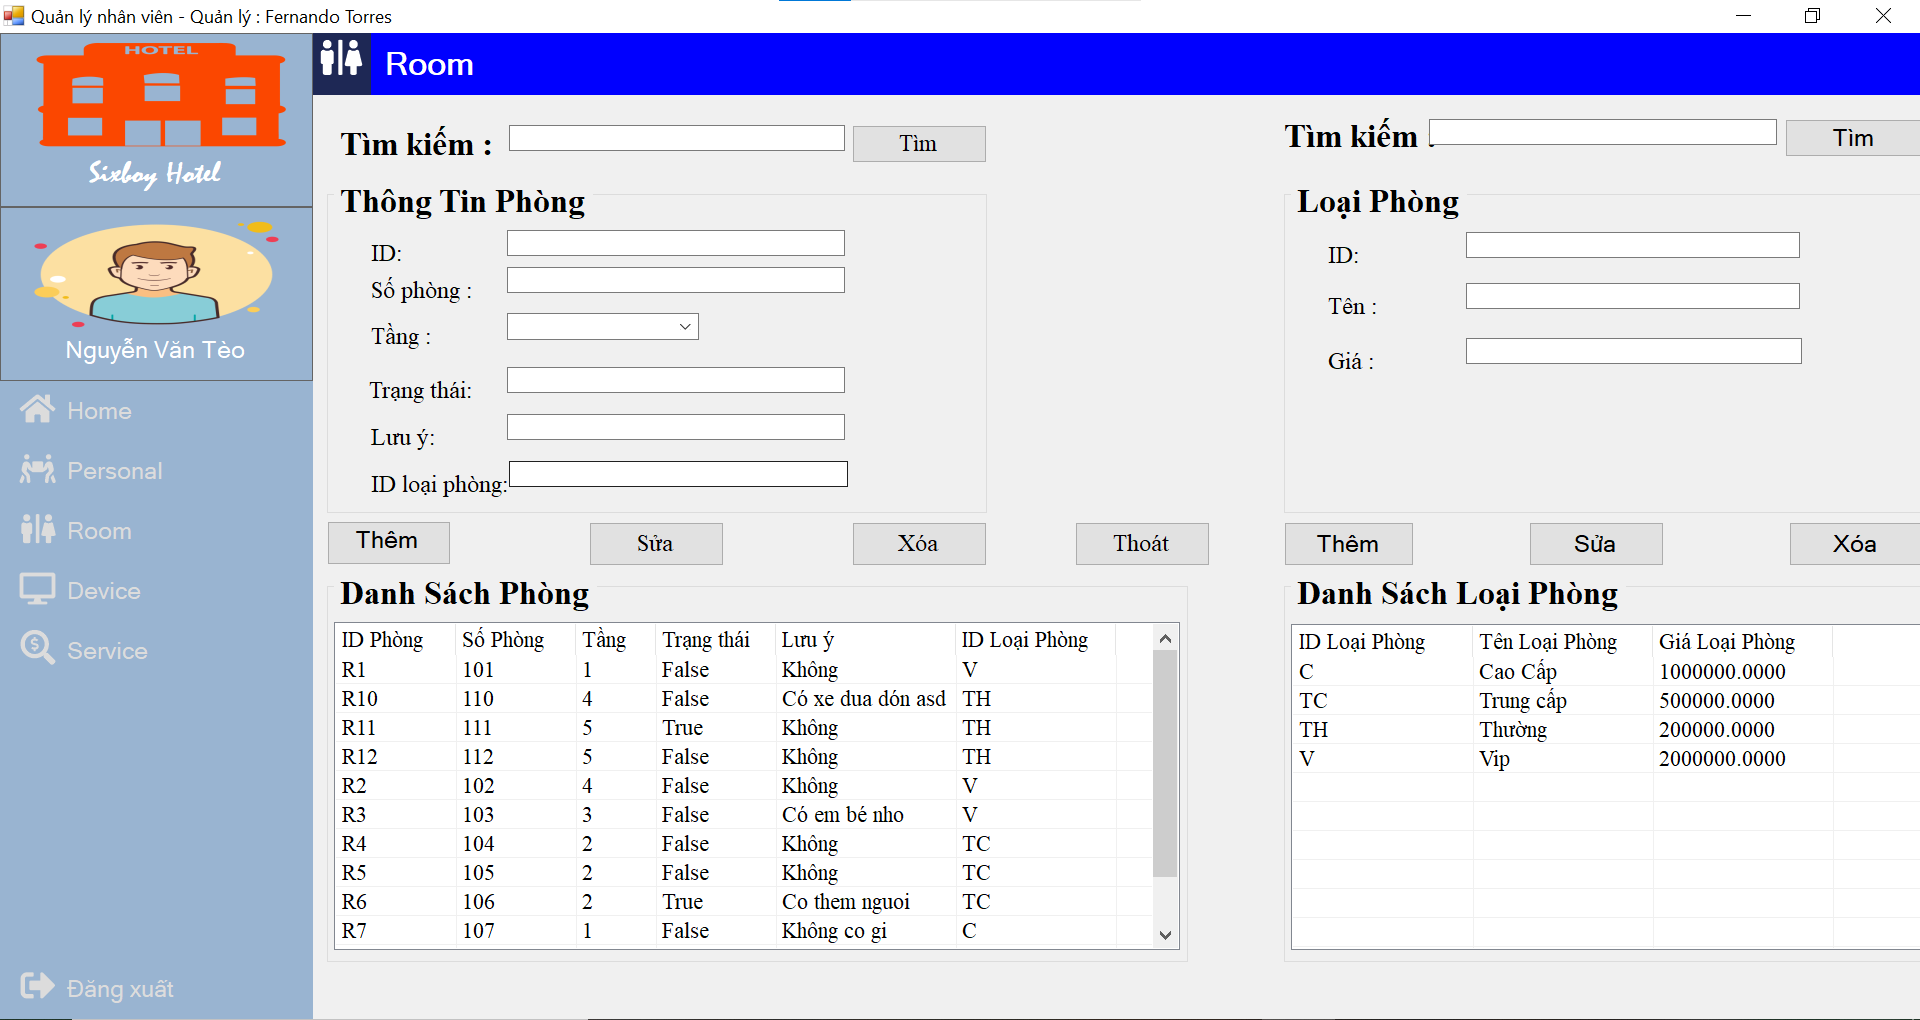 Quản lý nhân viên - Quản lý : Fernando Torres
HOTEL
Sixboy Hotel
Nguyễn Văn Tèo
Home
Personal
Room
Device
Service
Đăng xuất
Room
Tìm kiếm :
Tìm
Thông Tin Phòng
ID:
Số phòng :
Tầng :
Trạng thái:
Lưu ý:
ID loại phòng:
Thêm
Sửa
Xóa
Thoát
Danh Sách Phòng
ID Phòng Số Phòng Tầng Trạng thái Lưu ý ID Loại Phòng
R1 101 1 False Không V
R10 110 4 False Có xe dua dón asd TH
R11 111 5 True Không TH
R12 112 5 False Không TH
R2 102 4 False Không V
R3 103 3 False Có em bé nho V
R4 104 2 False Không TC
R5 105 2 False Không TC
R6 106 2 True Co them nguoi TC
R7 107 1 False Không co gi C
Tìm kiếm :
Tìm
Loại Phòng
ID:
Tên :
Giá :
Thêm
Sửa
Xóa
Danh Sách Loại Phòng
ID Loại Phòng Tên Loại Phòng Giá Loại Phòng
C Cao Cấp 1000000.0000
TC Trung cấp 500000.0000
TH Thường 200000.0000
V Vip 2000000.0000